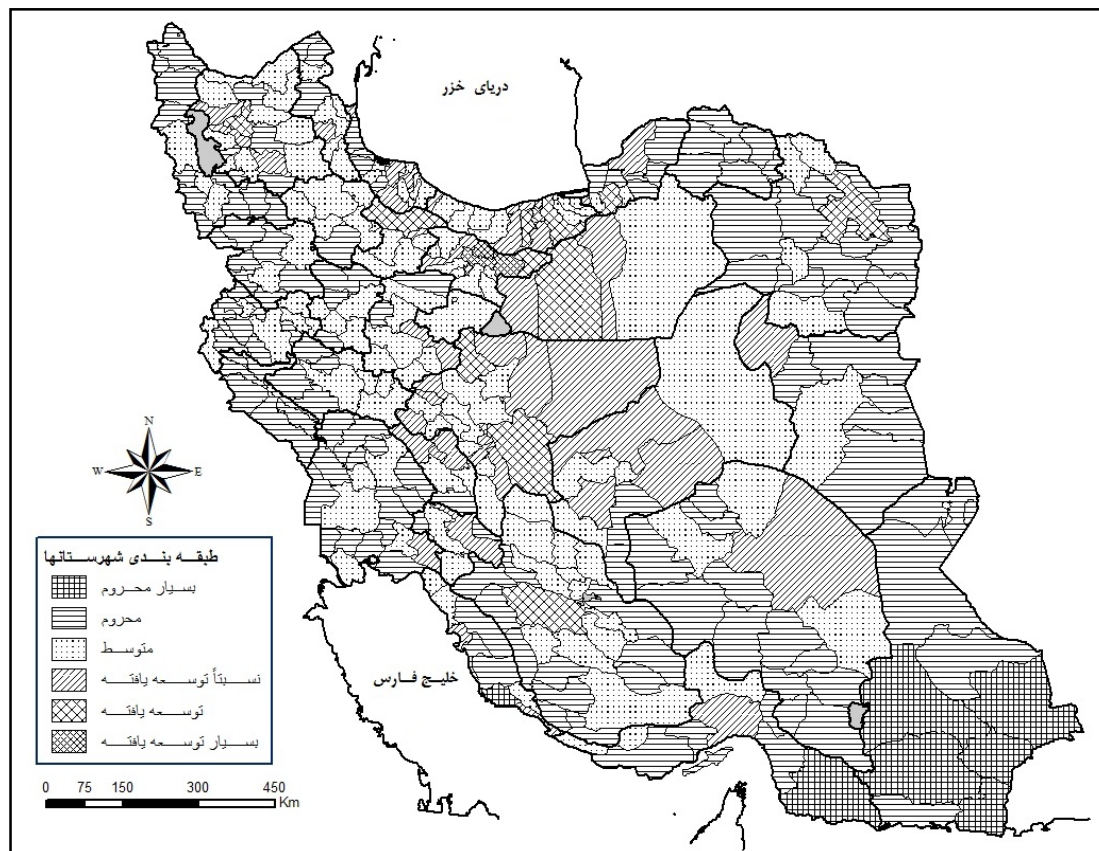 دریای خزر
N
W E
S
طبقه بندی شهرستانها
بسیار محروم
محروم
متوسط
نسبتاً توسعه یافته
توسعه یافته
بسیار توسعه یافته
خلیج فارس
0 75 150 300 450
Km